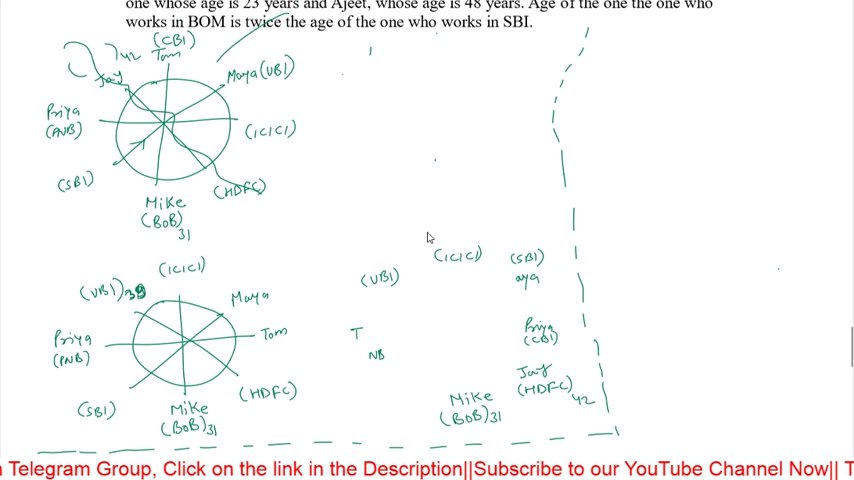 one whose age is 23 years and Ajeet, whose age is 48 years. Age of the one the one who
works in BOM is twice the age of the one who works in SBI.
(CBI)
42 Tom
Jay
Maya (UBI)
Priya
(PNB)
(ICICI)
(SBI)
(HDFC)
Mike
(BOB)
31
(ICICI)
(UBI)
Maya
Priya
(PNB)
Tom
(SBI)
(HDFC)
Mike
(BOB)31
(UBI)
(ICICI)
(SBI)
aya
T
NB
Priya
(CBI)
Jay
(HDFC)
42
Mike
(BOB)31
Telegram Group, Click on the link in the Description||Subscribe to our YouTube Channel Now||